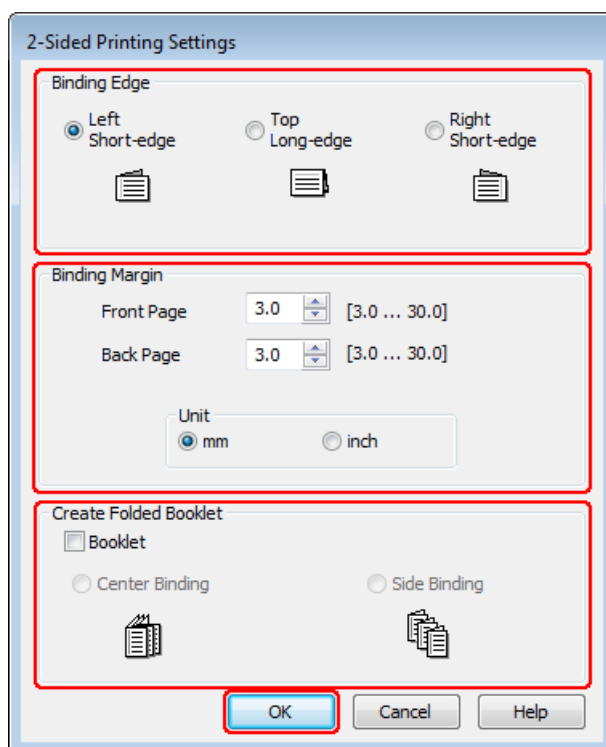 2-Sided Printing Settings
Binding Edge
Left
Short-edge
Top
Long-edge
Right
Short-edge
Binding Margin
Front Page 3.0 [3.0 ... 30.0]
Back Page 3.0 [3.0 ... 30.0]
Unit
mm inch
Create Folded Booklet
Booklet
Center Binding Side Binding
OK Cancel Help